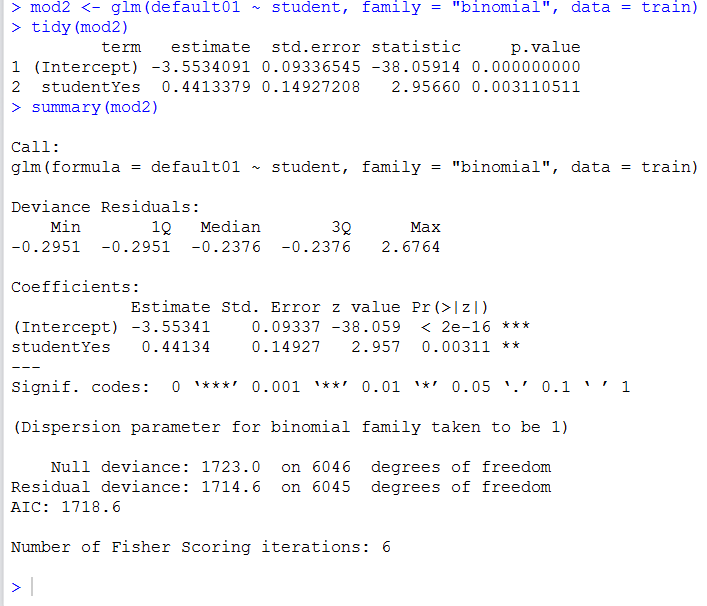 > mod2 <- glm(default01 ~ student, family = "binomial", data = train)
> tidy(mod2)
         term   estimate  std.error statistic     p.value
1 (Intercept) -3.5534091 0.09336545 -38.05914 0.000000000
2  studentYes  0.4413379 0.14927208   2.95660 0.003110511
> summary(mod2)

Call:
glm(formula = default01 ~ student, family = "binomial", data = train)

Deviance Residuals:
    Min       1Q   Median       3Q      Max
-0.2951  -0.2951  -0.2376  -0.2376   2.6764

Coefficients:
            Estimate Std. Error z value Pr(>|z|)
(Intercept) -3.55341    0.09337 -38.059  < 2e-16 ***
studentYes   0.44134    0.14927   2.957  0.00311 **
---
Signif. codes:  0 ‘***’ 0.001 ‘**’ 0.01 ‘*’ 0.05 ‘.’ 0.1 ‘ ’ 1

(Dispersion parameter for binomial family taken to be 1)

    Null deviance: 1723.0  on 6046  degrees of freedom
Residual deviance: 1714.6  on 6045  degrees of freedom
AIC: 1718.6

Number of Fisher Scoring iterations: 6

>